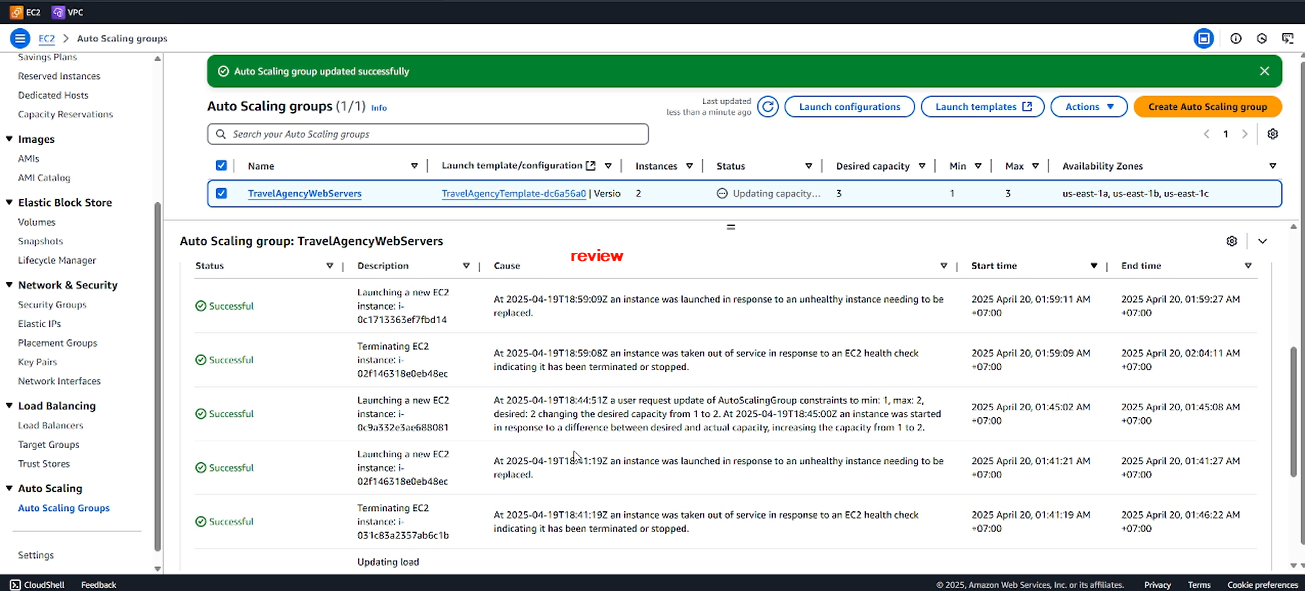 EC2 VPC
EC2 > Auto Scaling groups
Savings Plans
Reserved Instances
Dedicated Hosts
Capacity Reservations
Images
AMIs
AMI Catalog
Elastic Block Store
Volumes
Snapshots
Lifecycle Manager
Network & Security
Security Groups
Elastic IPs
Placement Groups
Key Pairs
Network Interfaces
Load Balancing
Load Balancers
Target Groups
Trust Stores
Auto Scaling
Auto Scaling Groups
Settings
Auto Scaling group updated successfully
Auto Scaling groups (1/1) Info
Last updated
less than a minute ago
Launch configurations
Launch templates
Actions
Create Auto Scaling group
Search your Auto Scaling groups
1
Name Launch template/configuration Instances Status Desired capacity Min Max Availability Zones
TravelAgencyWebServers TravelAgencyTemplate-dc6a56a0 | Versio 2 Updating capacity... 3 1 3 us-east-1a, us-east-1b, us-east-1c
Auto Scaling group: TravelAgencyWebServers
review
Status Description Cause Start time End time
Successful
Launching a new EC2
instance: i-
0c1713363ef7fbd14
At 2025-04-19T18:59:09Z an instance was launched in response to an unhealthy instance needing to be
replaced.
2025 April 20, 01:59:11 AM
+07:00
2025 April 20, 01:59:27 AM
+07:00
Successful
Terminating EC2
instance: i-
02f146318e0eb48ec
At 2025-04-19T18:59:08Z an instance was taken out of service in response to an EC2 health check
indicating it has been terminated or stopped.
2025 April 20, 01:59:09 AM
+07:00
2025 April 20, 02:04:11 AM
+07:00
Successful
Launching a new EC2
instance: i-
0c9a332e3ae688081
At 2025-04-19T18:44:51Z a user request update of AutoScalingGroup constraints to min: 1, max: 2,
desired: 2 changing the desired capacity from 1 to 2. At 2025-04-19T18:45:00Z an instance was started
in response to a difference between desired and actual capacity, increasing the capacity from 1 to 2.
2025 April 20, 01:45:02 AM
+07:00
2025 April 20, 01:45:08 AM
+07:00
Successful
Launching a new EC2
instance: i-
02f146318e0eb48ec
At 2025-04-19T18:41:19Z an instance was launched in response to an unhealthy instance needing to be
replaced.
2025 April 20, 01:41:21 AM
+07:00
2025 April 20, 01:41:27 AM
+07:00
Successful
Terminating EC2
instance: i-
031c83a2357ab6c1b
At 2025-04-19T18:41:19Z an instance was taken out of service in response to an EC2 health check
indicating it has been terminated or stopped.
2025 April 20, 01:41:19 AM
+07:00
2025 April 20, 01:46:22 AM
+07:00
Updating load
CloudShell Feedback
© 2025, Amazon Web Services, Inc. or its affiliates. Privacy Terms Cookie preferences